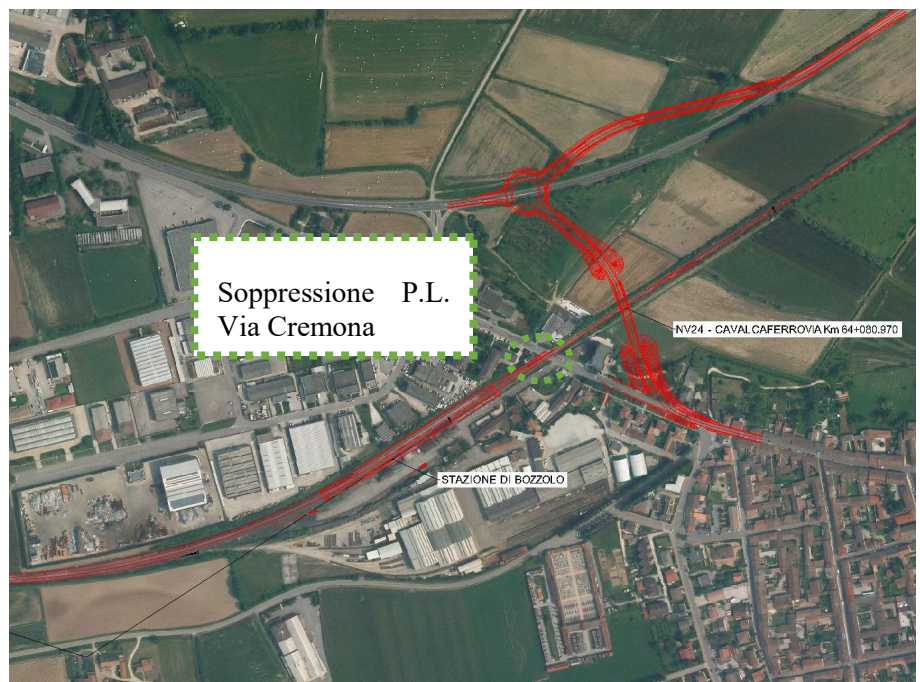 Soppressione P.L.
Via Cremona
NV24 - CAVALCAFERROVIA Km 64+080.970
STAZIONE DI BOZZOLO